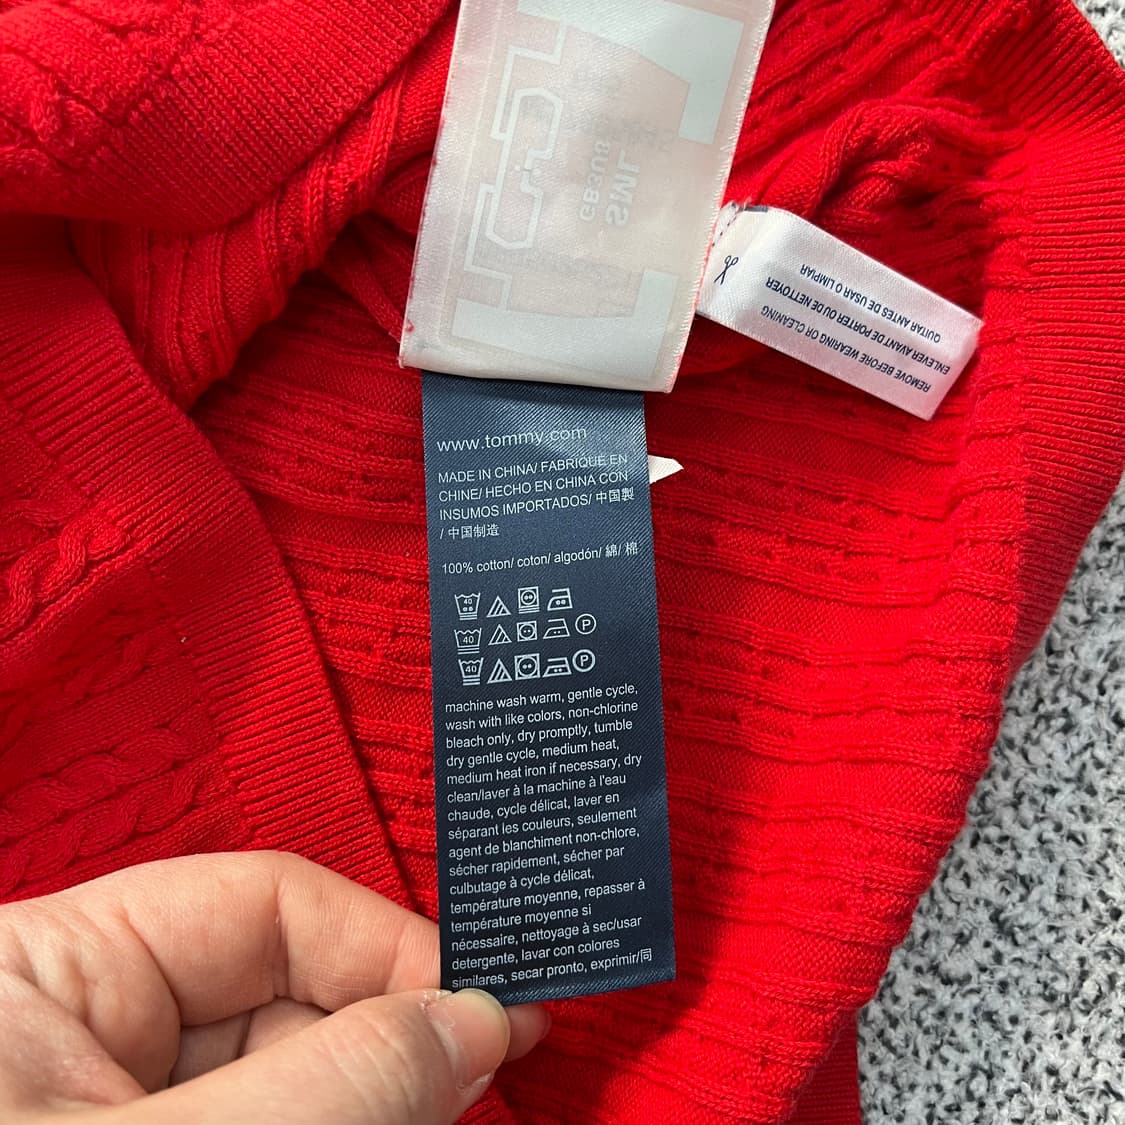 GB3U8
SML
REMOVE BEFORE WEARING OR CLEANING
ENLEVER AVANT DE PORTER OU DE NETTOYER
QUITAR ANTES DE USAR O LIMPIAR
www.tommy.com
MADE IN CHINA/ FABRIQUÉ EN
CHINE/ HECHO EN CHINA CON
INSUMOS IMPORTADOS/ 中国製
/ 中国制造
100% cotton/ coton/ algodón/ 綿/ 棉
40
40 P
40 P
machine wash warm, gentle cycle,
wash with like colors, non-chlorine
bleach only, dry promptly, tumble
dry gentle cycle, medium heat,
medium heat iron if necessary, dry
clean/laver à la machine à l'eau
chaude, cycle délicat, laver en
séparant les couleurs, seulement
agent de blanchiment non-chlore,
sécher rapidement, sécher par
culbutage à cycle délicat,
température moyenne, repasser à
température moyenne si
nécessaire, nettoyage à sec/usar
detergente, lavar con colores
similares, secar pronto, exprimir/同